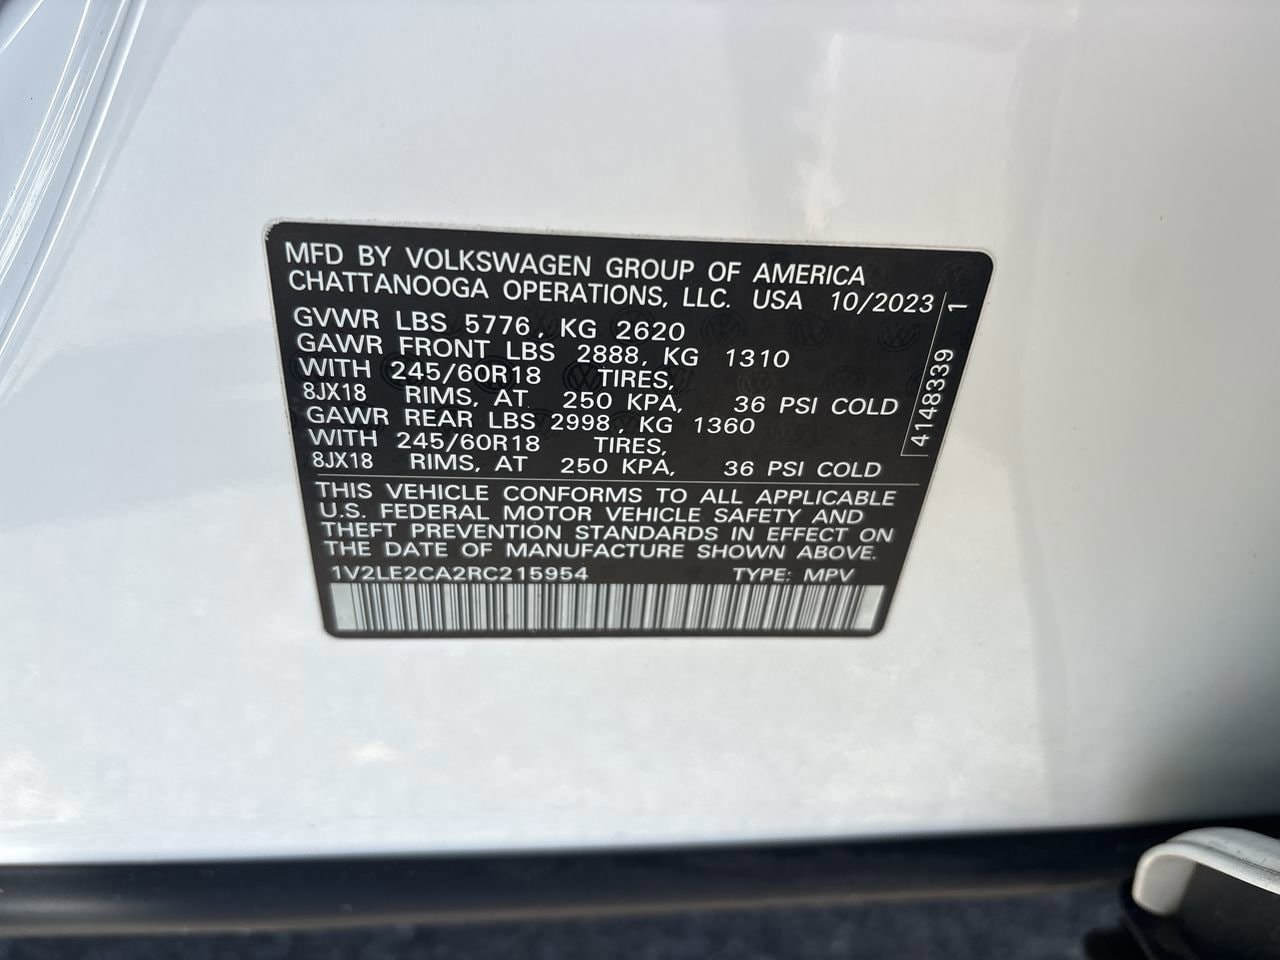 MFD BY VOLKSWAGEN GROUP OF AMERICA
CHATTANOOGA OPERATIONS, LLC. USA 10/2023
GVWR LBS 5776, KG 2620
GAWR FRONT LBS 2888, KG 1310
WITH 245/60R18 TIRES,
8JX18 RIMS, AT 250 KPA, 36 PSI COLD
GAWR REAR LBS 2998, KG 1360
WITH 245/60R18 TIRES,
8JX18 RIMS, AT 250 KPA, 36 PSI COLD
4148339 1
THIS VEHICLE CONFORMS TO ALL APPLICABLE
U.S. FEDERAL MOTOR VEHICLE SAFETY AND
THEFT PREVENTION STANDARDS IN EFFECT ON
THE DATE OF MANUFACTURE SHOWN ABOVE.
1V2LE2CA2RC215954 TYPE: MPV